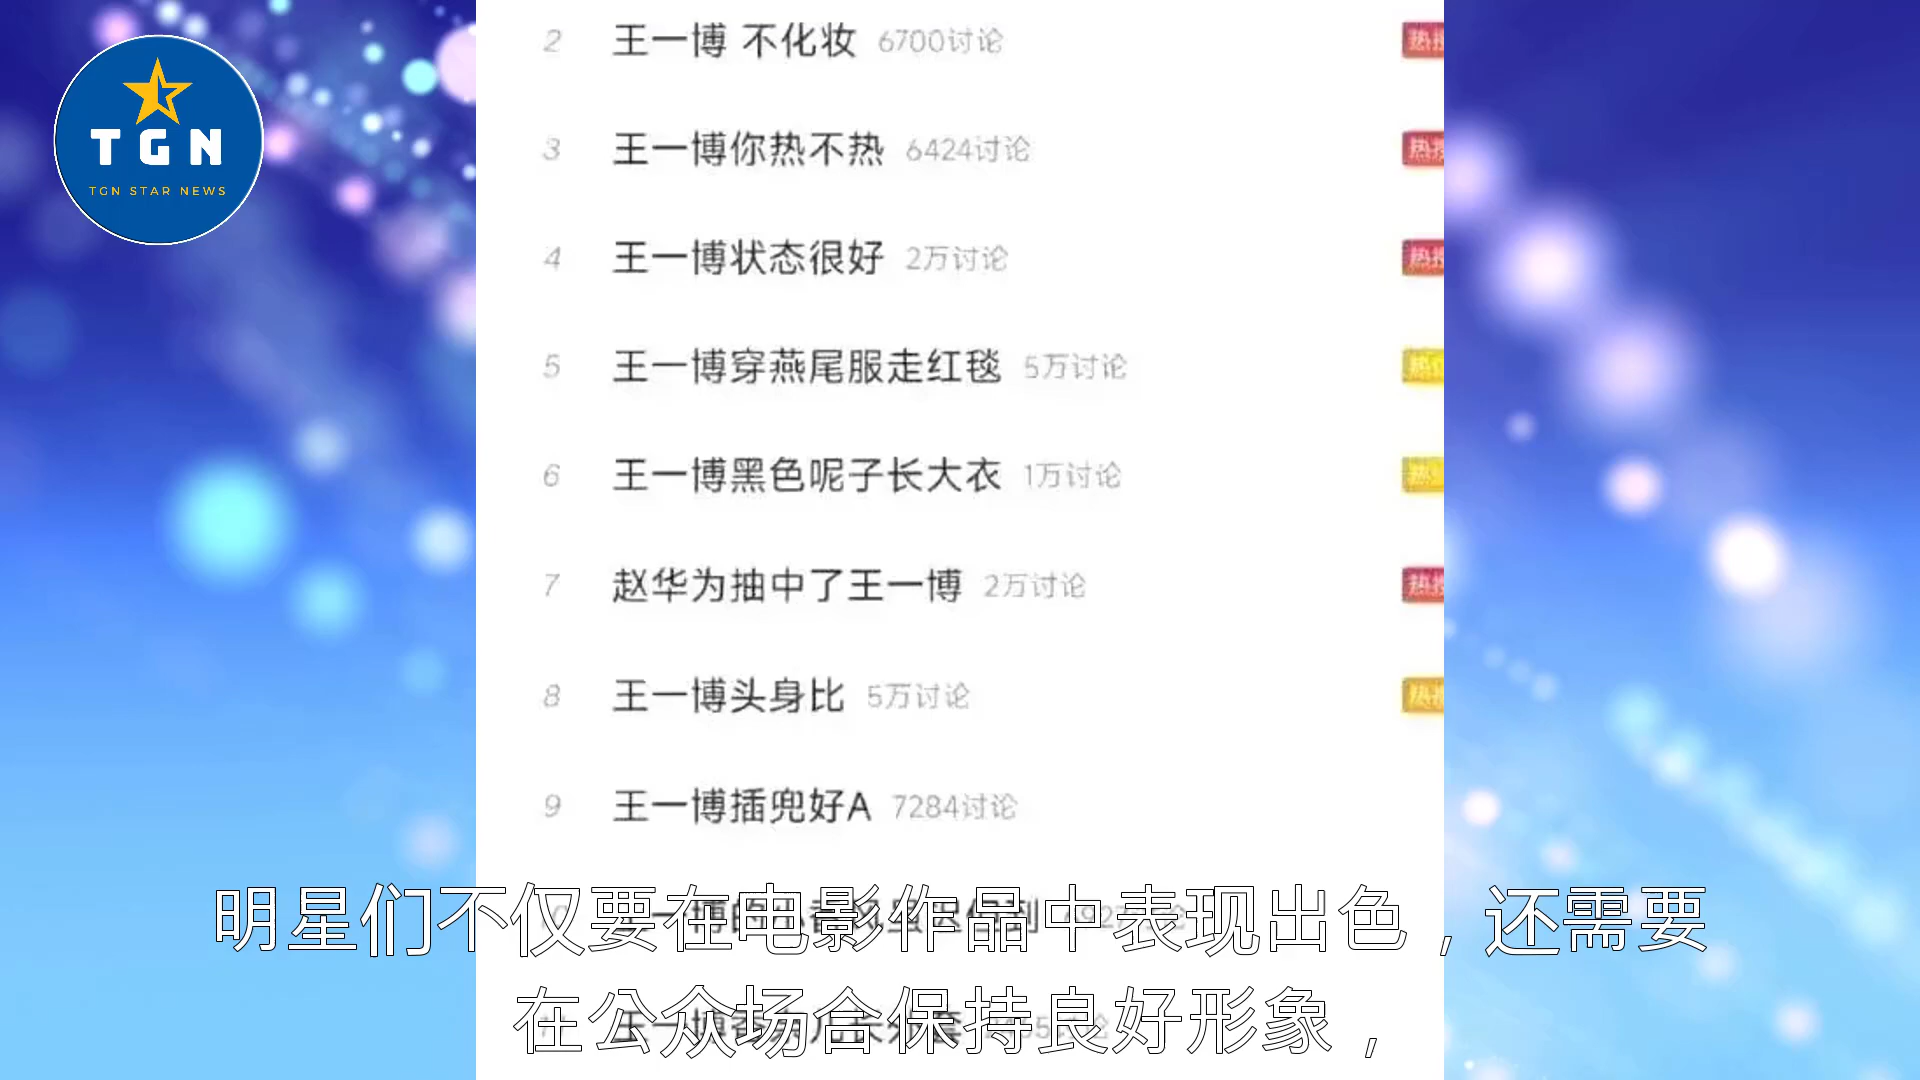 TGN
TGN STAR NEWS
2 王一博 不化妆 6700讨论
3 王一博你热不热 6424讨论
4 王一博状态很好 2万讨论
5 王一博穿燕尾服走红毯 5万讨论
6 王一博黑色呢子长大衣 1万讨论
7 赵华为抽中了王一博 2万讨论
8 王一博头身比 5万讨论
9 王一博插兜好A 7284讨论
明星们不仅要在电影作品中表现出色，还需要
在公众场合保持良好形象，